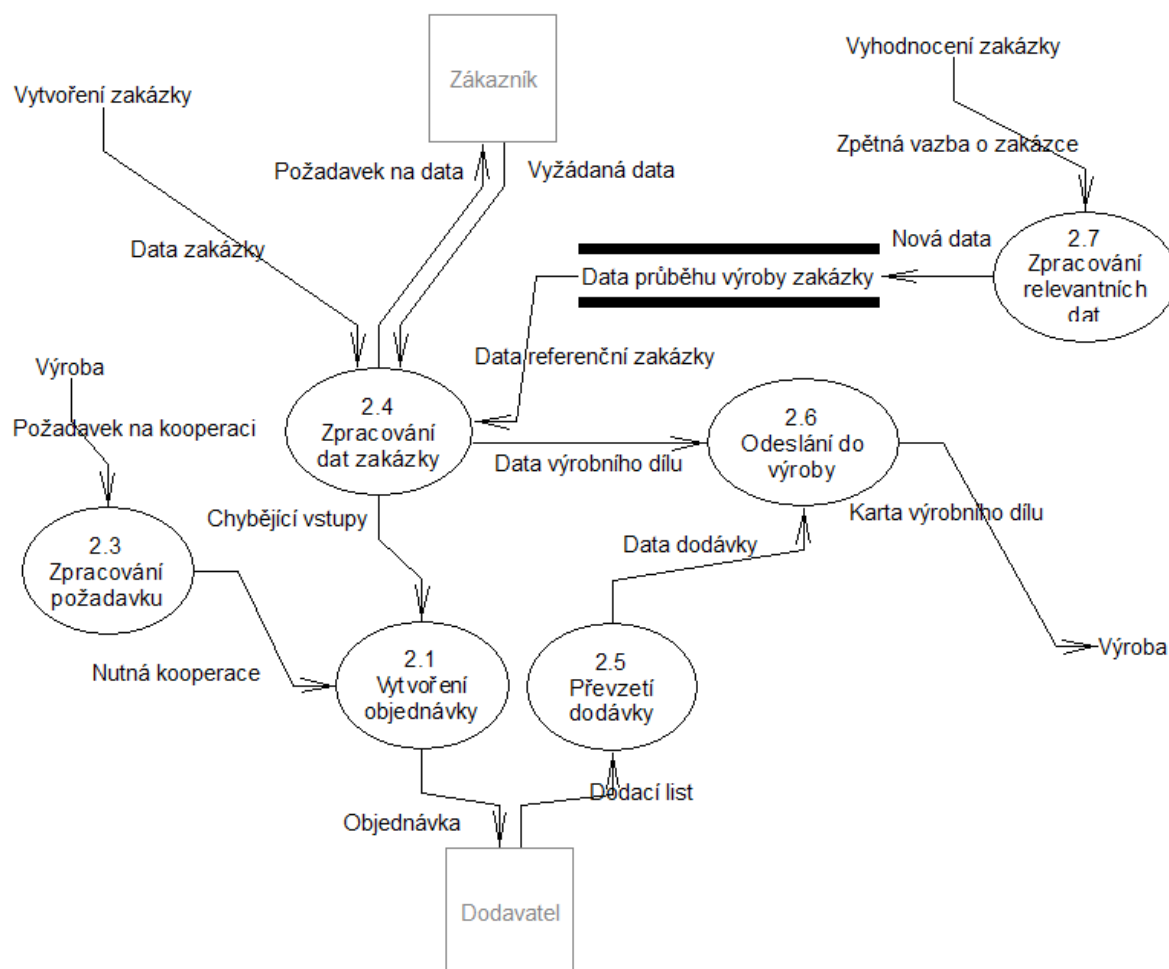 Zákazník
Vyhodnocení zakázky
Vytvoření zakázky
Zpětná vazba o zakázce
Požadavek na data
Vyžádaná data
Data zakázky
Nová data
2.7
Zpracování
relevantních
dat
Data průběhu výroby zakázky
Data referenční zakázky
Výroba
Požadavek na kooperaci
2.4
Zpracování
dat zakázky
2.6
Odeslání do
výroby
Data výrobního dílu
Karta výrobního dílu
Chybějící vstupy
Data dodávky
2.3
Zpracování
požadavku
Výroba
Nutná kooperace
2.1
Vytvoření
objednávky
2.5
Převzetí
dodávky
Dodací list
Objednávka
Dodavatel